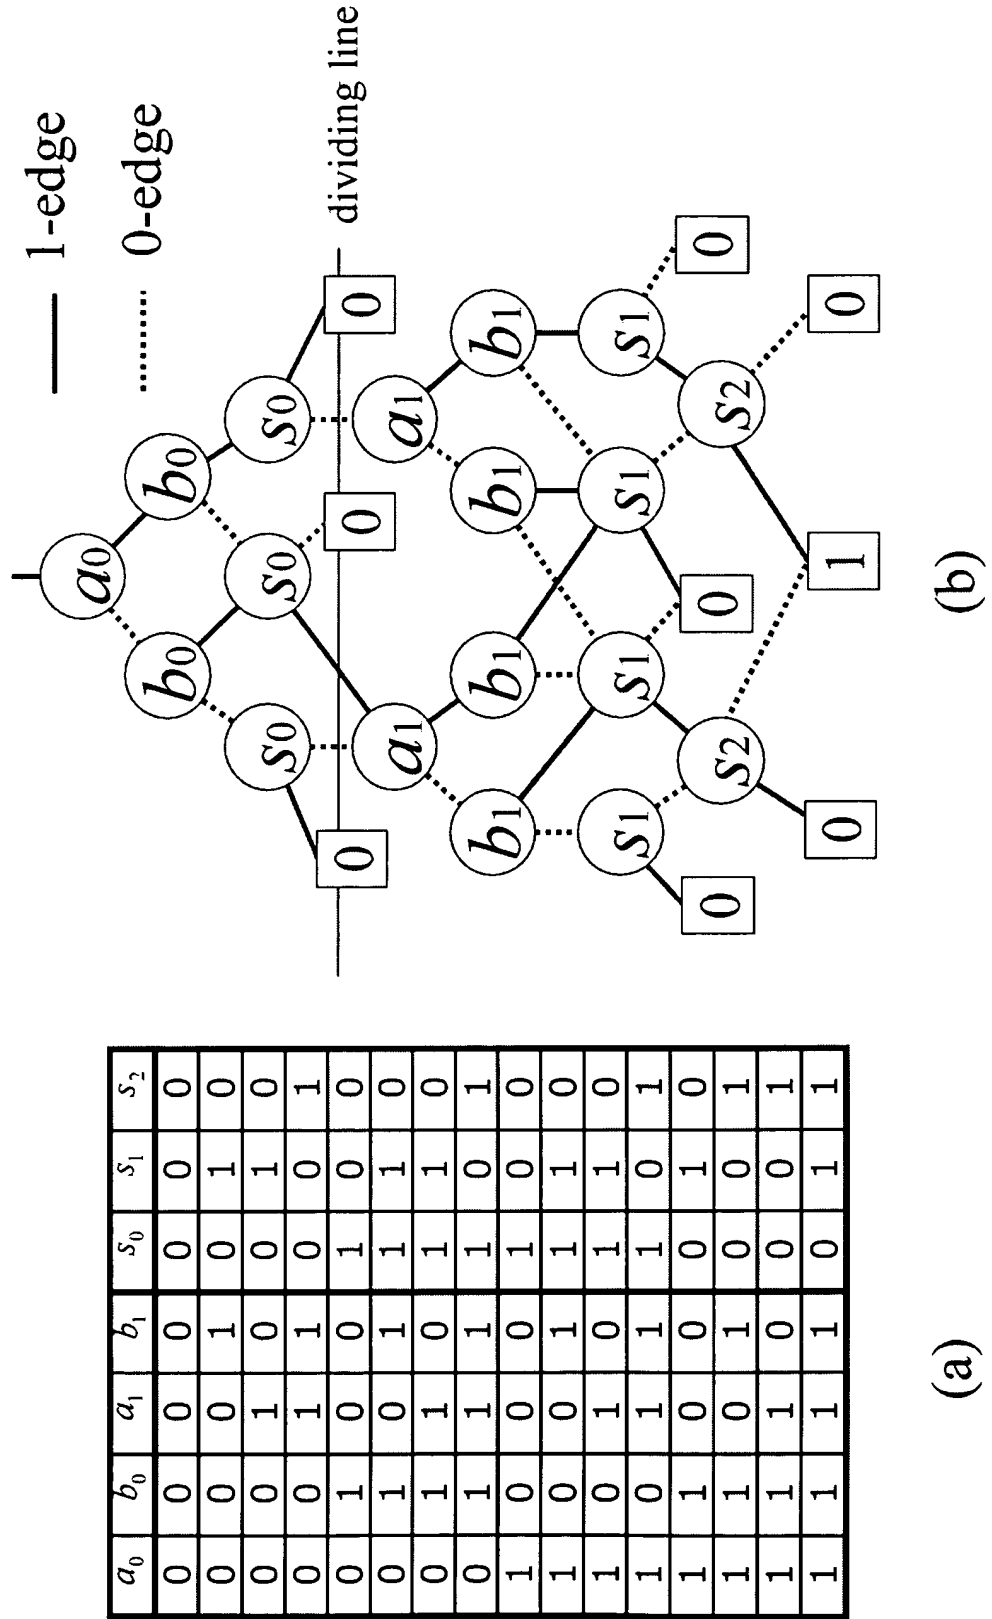 a₀ b₀ a₁ b₁ s₀ s₁ s₂
0 0 0 0 0 0 0
0 0 0 1 0 1 0
0 0 1 0 0 1 0
0 0 1 1 0 0 1
0 1 0 0 1 0 0
0 1 0 1 1 1 0
0 1 1 0 1 1 0
0 1 1 1 1 0 1
1 0 0 0 1 0 0
1 0 0 1 1 1 0
1 0 1 0 1 1 0
1 0 1 1 1 0 1
1 1 0 0 0 1 0
1 1 0 1 0 0 1
1 1 1 0 0 0 1
1 1 1 1 0 1 1
(a)
1-edge
0-edge
a₀
b₀ b₀
s₀ s₀ s₀
dividing line
0 0 0
a₁ a₁
b₁ b₁ b₁ b₁
s₁ s₁ s₁ s₁
0 s₂ 0 s₂ 0
0 1 0
(b)